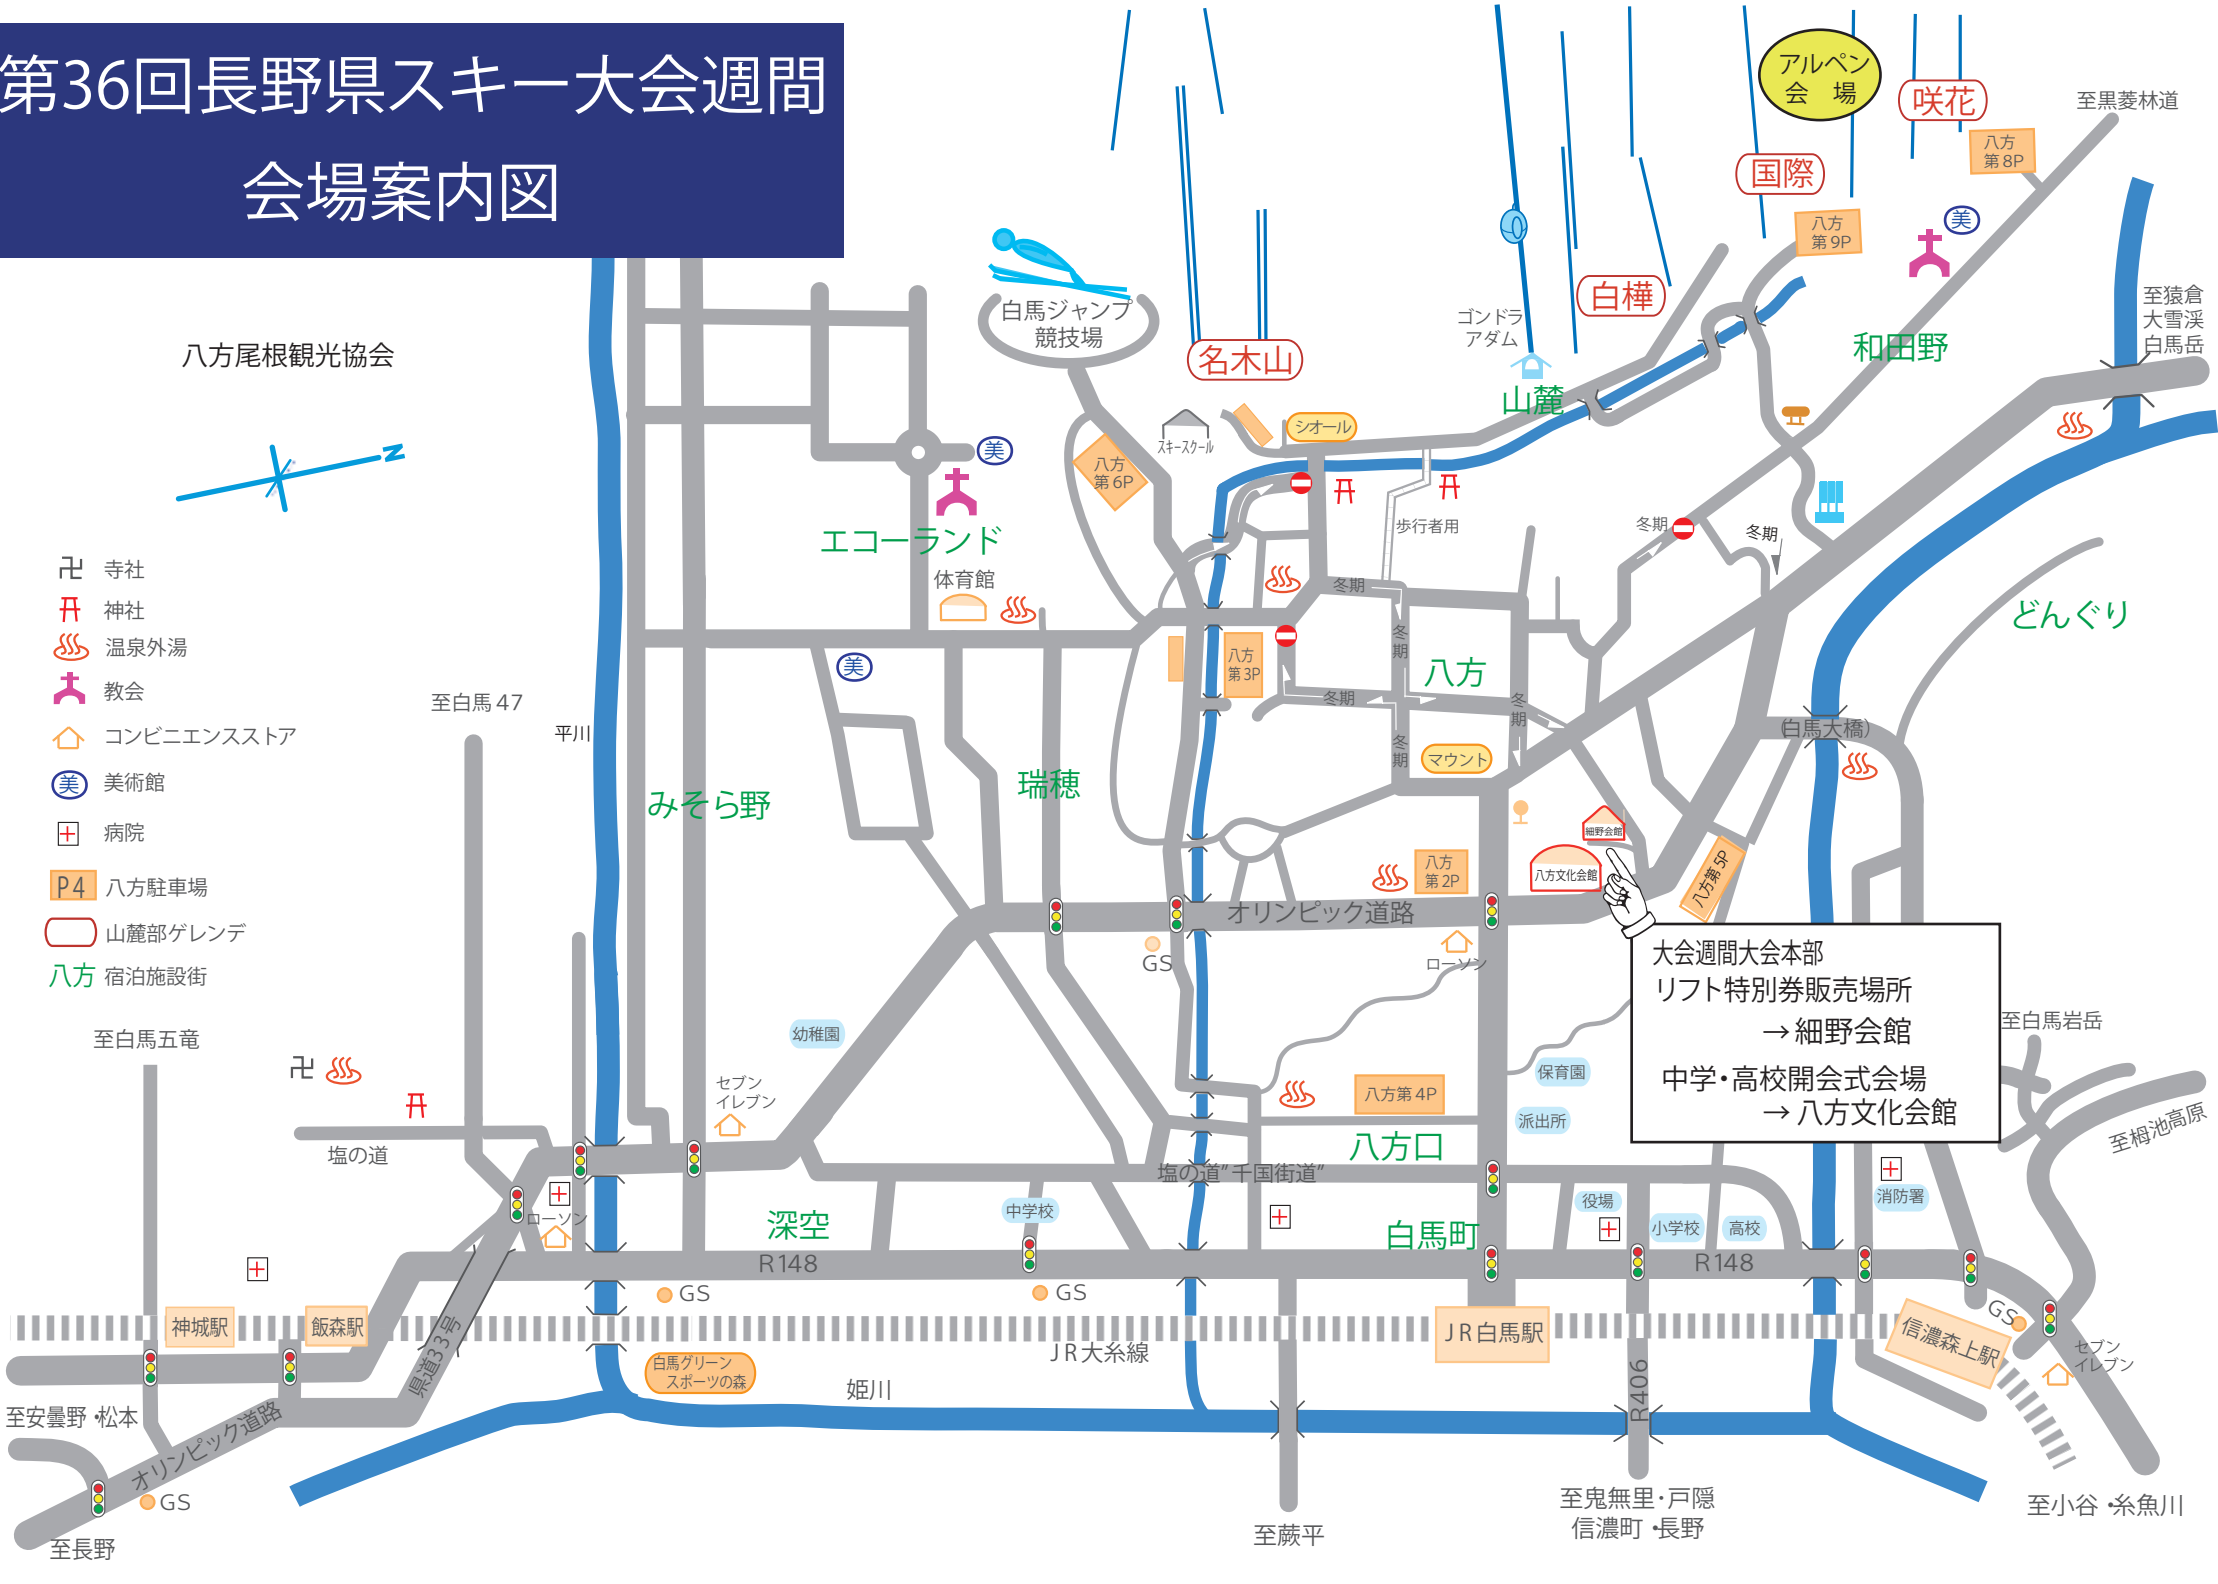 第36回長野県スキー大会週間
会場案内図
八方尾根観光協会
N
寺社
神社
温泉外湯
教会
コンビニエンスストア
美
美術館
病院
P4
八方駐車場
山麓部ゲレンデ
八方
宿泊施設街
アルペン
会 場
咲花
至黒菱林道
八方
第8P
国際
八方
第9P
美
至猿倉
大雪渓
白馬岳
白馬ジャンプ
競技場
名木山
ゴンドラ
アダム
白樺
和田野
山麓
スキースクール
シオール
八方
第6P
美
エコーランド
体育館
歩行者用
冬期
冬期
冬期
どんぐり
美
八方
第3P
冬期
八方
冬期
冬期
冬期
(白馬大橋)
至白馬47
平川
みそら野
瑞穂
マウント
細野会館
八方文化会館
八方
第2P
八方第5P
オリンピック道路
GS
ローソン
大会週間大会本部
リフト特別券販売場所
→細野会館
中学・高校開会式会場
→八方文化会館
至白馬五竜
幼稚園
セブン
イレブン
塩の道
保育園
派出所
八方第4P
八方口
至白馬岩岳
至栂池高原
塩の道"千国街道"
ローソン
深空
中学校
白馬町
役場
小学校
高校
消防署
R148
R148
GS
GS
GS
神城駅
飯森駅
県道33号
JR大糸線
JR白馬駅
信濃森上駅
セブン
イレブン
白馬グリーン
スポーツの森
姫川
R406
至安曇野・松本
オリンピック道路
GS
至長野
至蕨平
至鬼無里・戸隠
信濃町・長野
至小谷・糸魚川